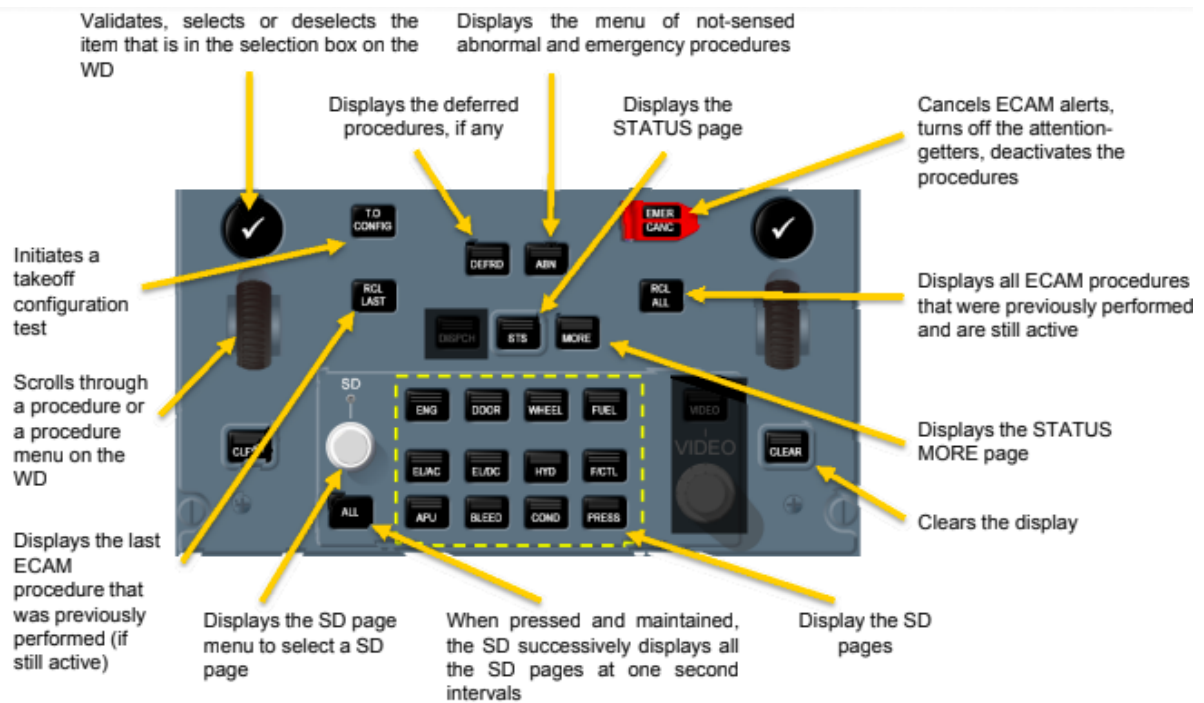 Validates, selects or deselects the
item that is in the selection box on the
WD
Displays the menu of not-sensed
abnormal and emergency procedures
Displays the deferred
procedures, if any
Displays the
STATUS page
Cancels ECAM alerts,
turns off the attention-
getters, deactivates the
procedures
T.O
CONFIG
EMER
CANC
DEFRD
ABN
Initiates a
takeoff
configuration
test
RCL
LAST
RCL
ALL
Displays all ECAM procedures
that were previously performed
and are still active
DISPCH
STS
MORE
Scrolls through
a procedure or
a procedure
menu on the
WD
SD
ENG
DOOR
WHEEL
FUEL
VIDEO
VIDEO
CLEAR
Displays the STATUS
MORE page
EL/AC
EL/DC
HYD
F/CTL
ALL
APU
BLEED
COND
PRESS
Clears the display
Displays the last
ECAM
procedure that
was previously
performed (if
still active)
Displays the SD page
menu to select a SD
page
When pressed and maintained,
the SD successively displays all
the SD pages at one second
intervals
Display the SD
pages